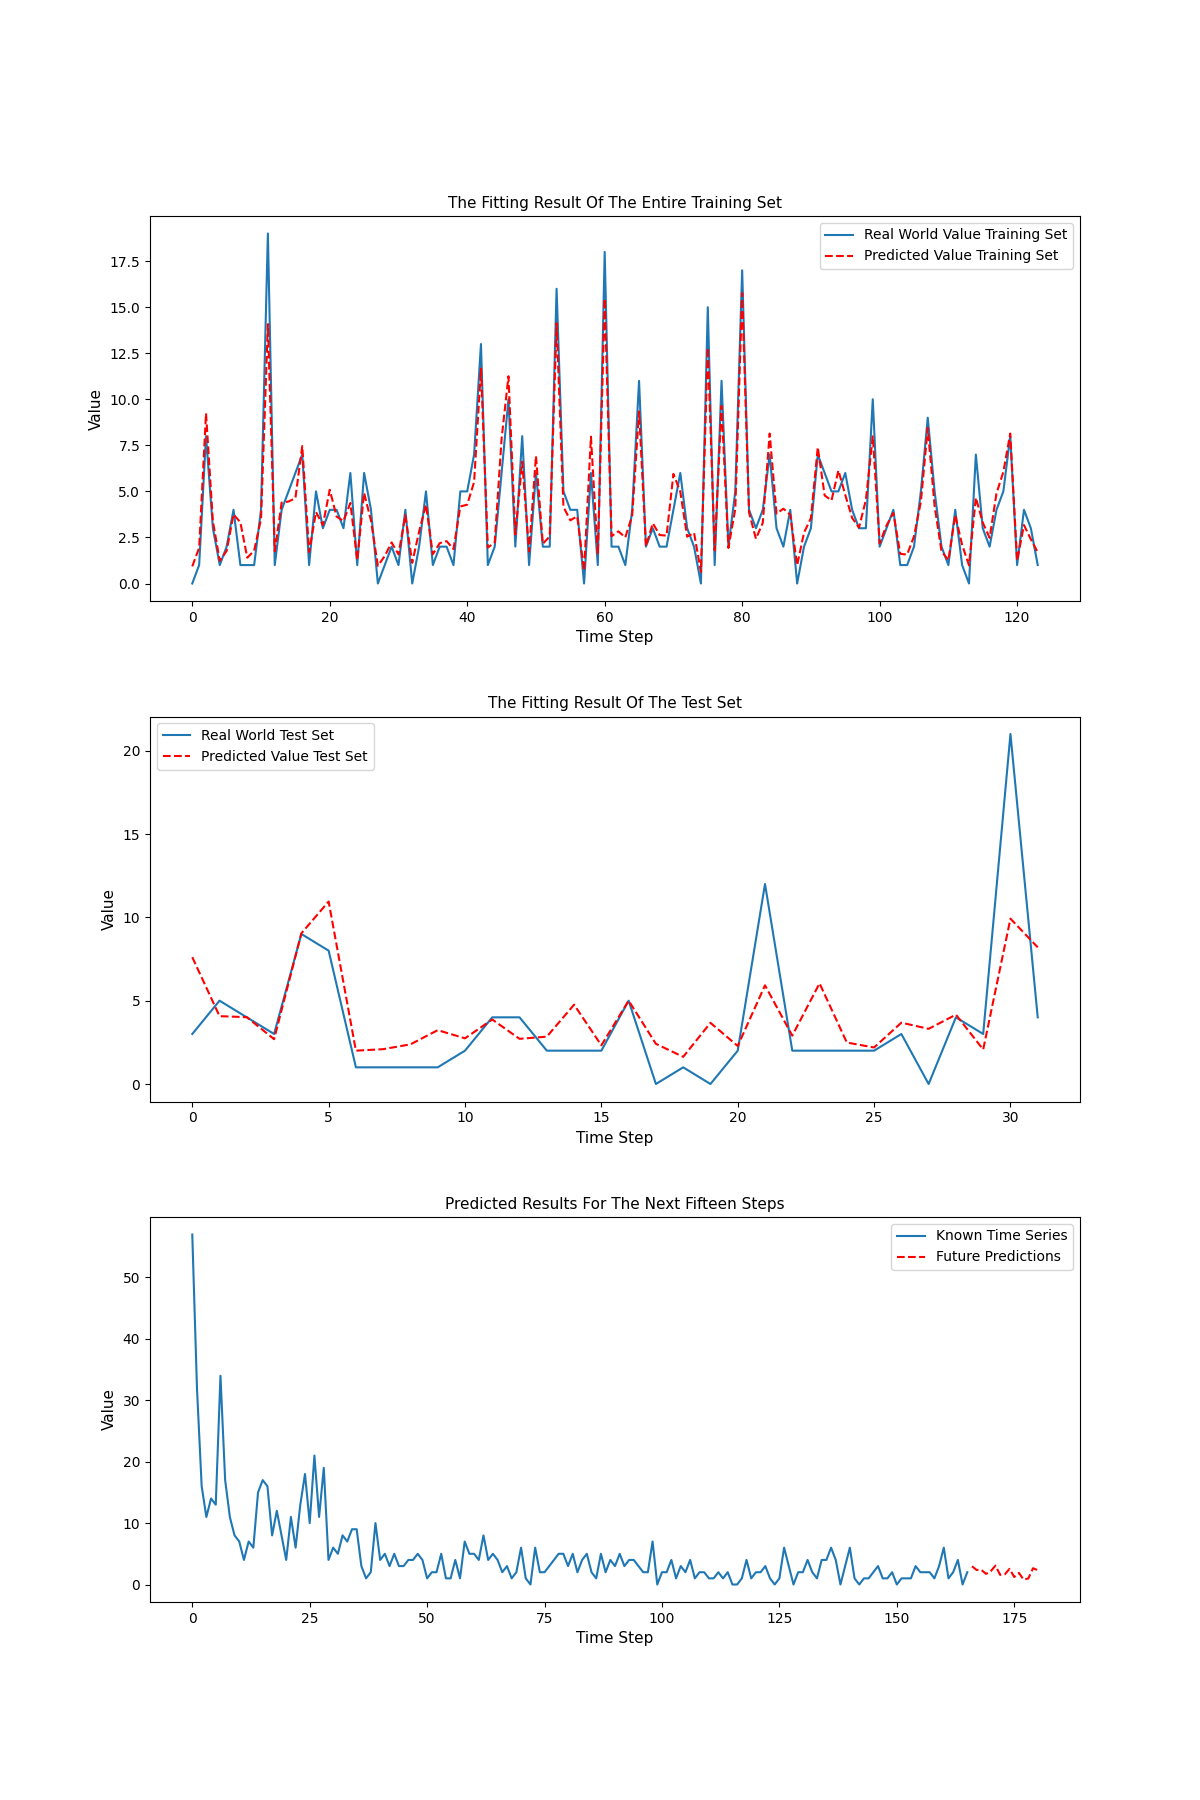 The Fitting Result Of The Entire Training Set
Real World Value Training Set
Predicted Value Training Set
Value
17.5
15.0
12.5
10.0
7.5
5.0
2.5
0.0
0 20 40 60 80 100 120
Time Step
The Fitting Result Of The Test Set
Real World Test Set
Predicted Value Test Set
Value
20
15
10
5
0
0 5 10 15 20 25 30
Time Step
Predicted Results For The Next Fifteen Steps
Known Time Series
Future Predictions
Value
50
40
30
20
10
0
0 25 50 75 100 125 150 175
Time Step